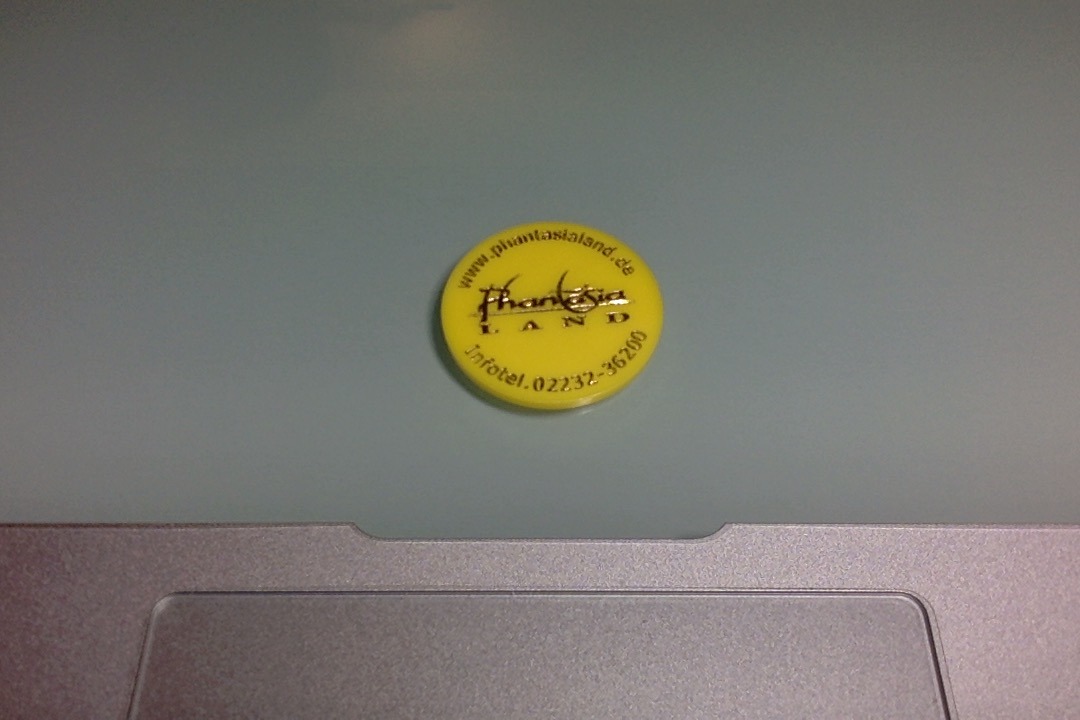 www.phantasialand.de
Phantasia
LAND
Infotel.02232-36200